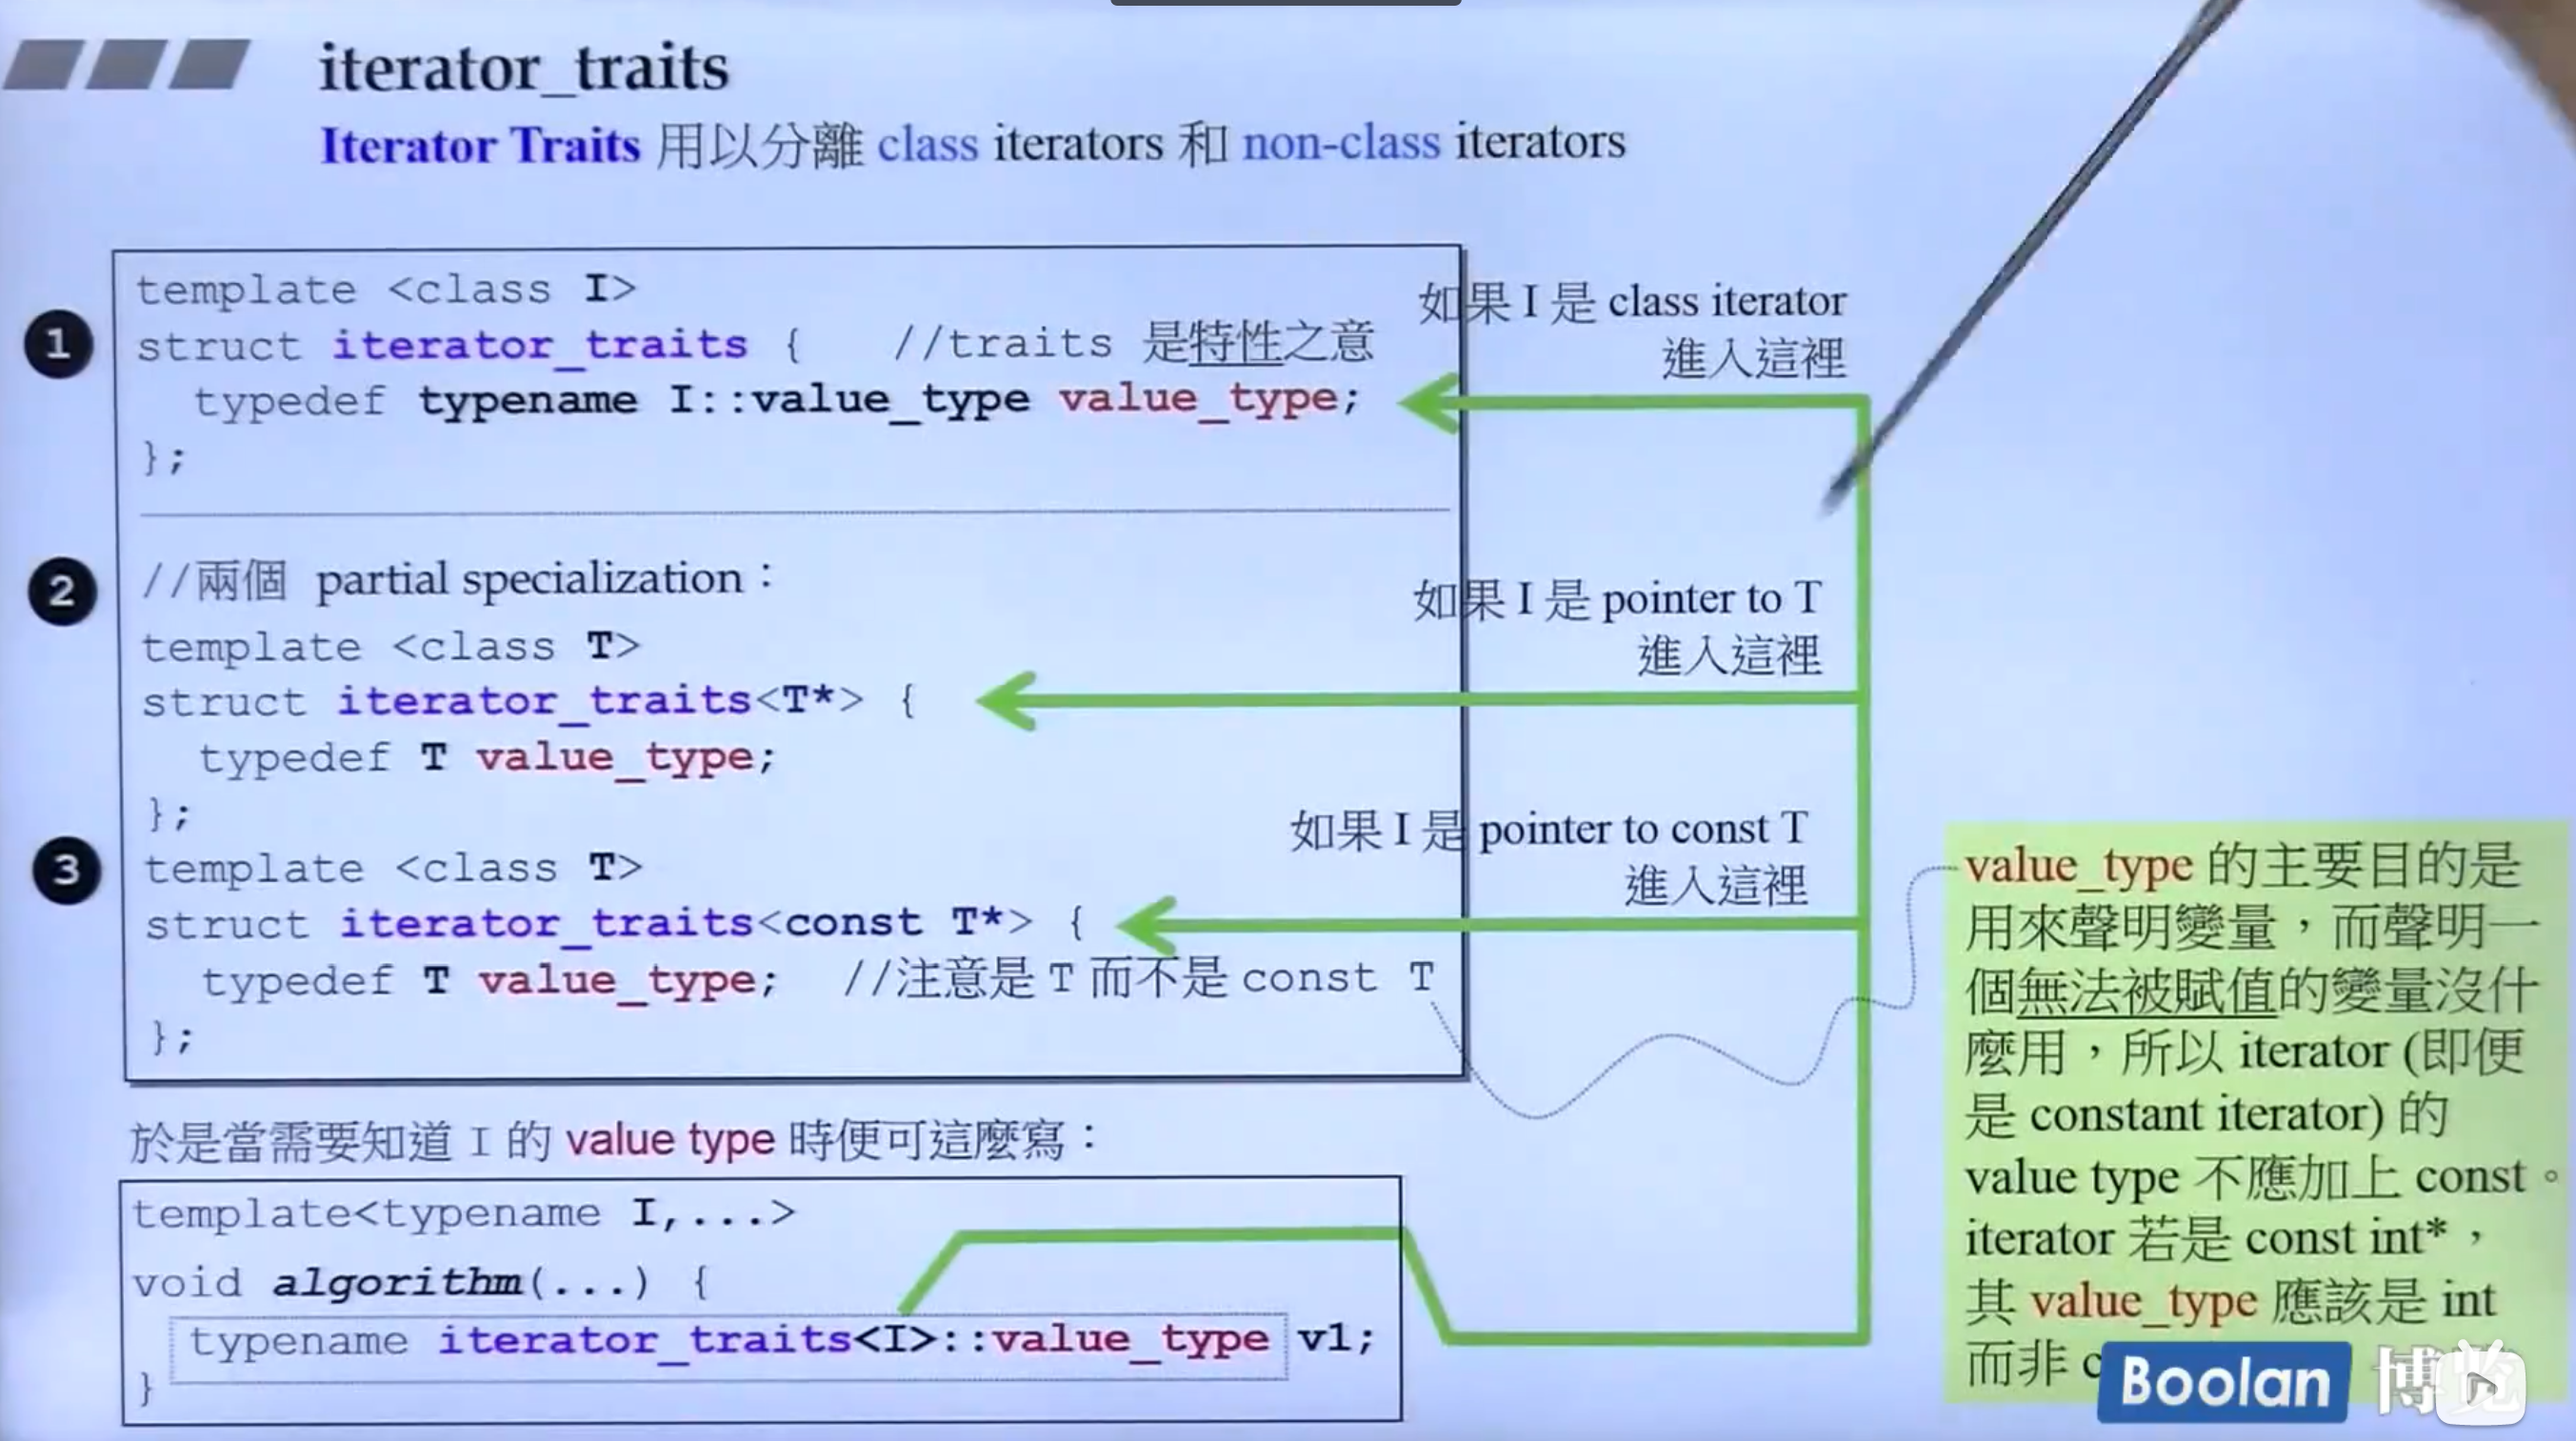 iterator_traits
Iterator Traits 用以分離 class iterators 和 non-class iterators
1
template <class I>
struct iterator_traits { //traits 是特性之意
typedef typename I::value_type value_type;
};
如果 I 是 class iterator
進入這裡
2
//兩個 partial specialization：
template <class T>
struct iterator_traits<T*> {
typedef T value_type;
};
如果 I 是 pointer to T
進入這裡
3
template <class T>
struct iterator_traits<const T*> {
typedef T value_type; //注意是 T 而不是 const T
};
如果 I 是 pointer to const T
進入這裡
value_type 的主要目的是
用來聲明變量，而聲明一
個無法被賦值的變量沒什
麼用，所以 iterator (即便
是 constant iterator) 的
value type 不應加上 const。
iterator 若是 const int*，
其 value_type 應該是 int
而非
於是當需要知道 I 的 value type 時便可這麼寫：
template<typename I,...>
void algorithm(...) {
typename iterator_traits<I>::value_type v1;
}
Boolan 博览